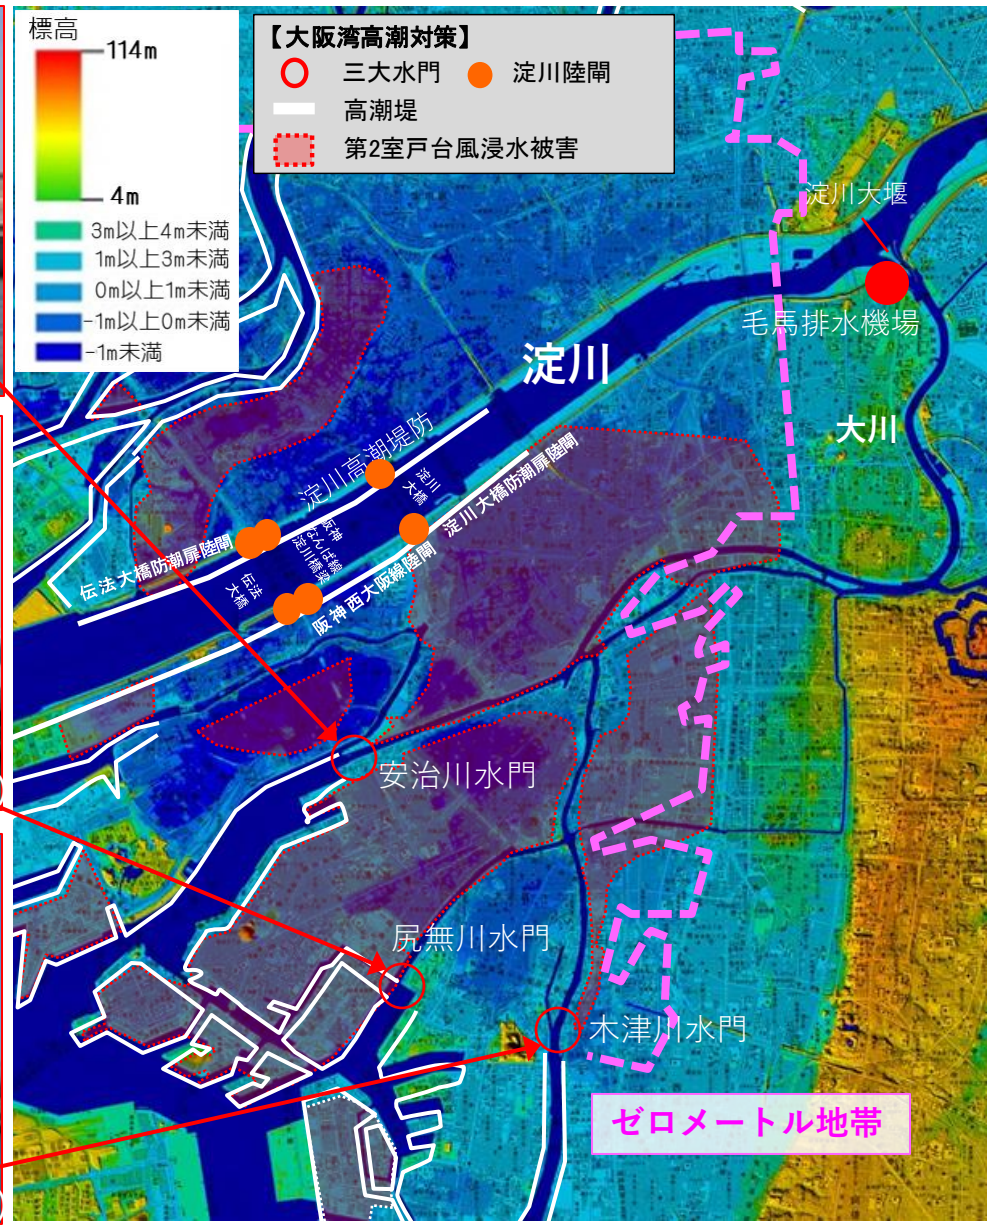 標高
114m
4m
3m以上4m未満
1m以上3m未満
0m以上1m未満
-1m以上0m未満
-1m未満
【大阪湾高潮対策】
三大水門
淀川陸閘
高潮堤
第2室戸台風浸水被害
淀川大堰
毛馬排水機場
淀川
大川
淀川高潮堤防
淀川
大橋
淀川大橋防潮扉陸閘
伝法大橋防潮扉陸閘
阪神
なんば線
淀川橋梁
伝法
大橋
阪神西大阪線陸閘
安治川水門
尻無川水門
木津川水門
ゼロメートル地帯